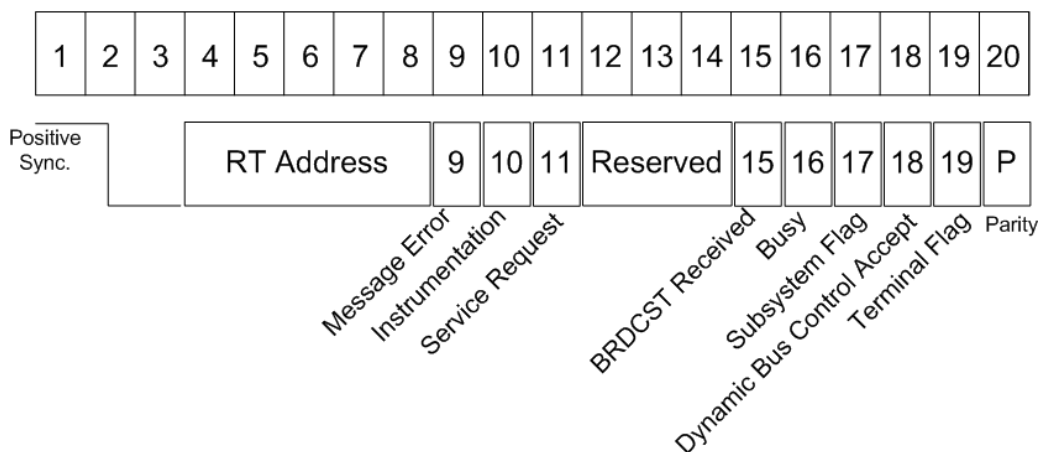 1 2 3 4 5 6 7 8 9 10 11 12 13 14 15 16 17 18 19 20
Positive
Sync.
RT Address 9 10 11 Reserved 15 16 17 18 19 P
Message Error
Instrumentation
Service Request
BRDCST Received
Busy
Subsystem Flag
Dynamic Bus Control Accept
Terminal Flag
Parity